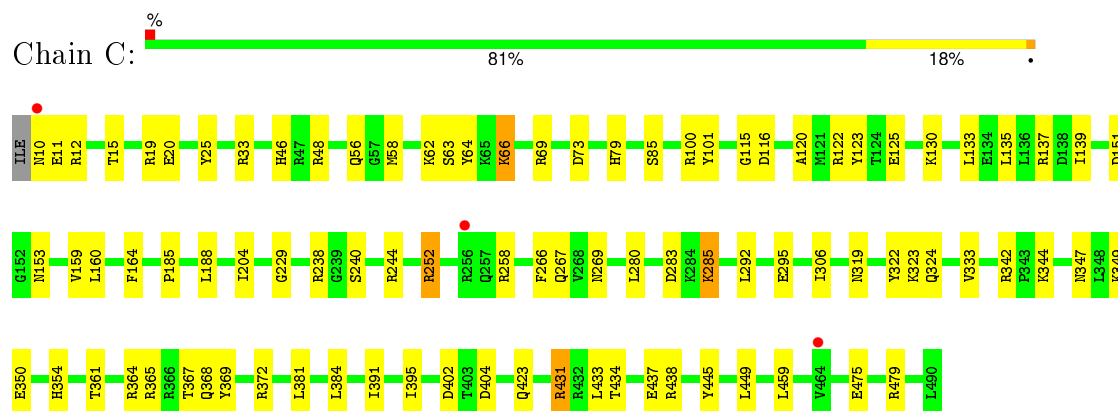 %
Chain C:
81% 18% •
ILE N10 E11 R12 T15 R19 E20 Y25 R33 H46 R47 R48 Q56 G57 M58 K62 S63 Y64 K65 K66 R69 D73 H79 S85 R100 Y101 G115 D116 A120 M121 R122 Y123 T124 E125 K130 L133 E134 L135 L136 R137 D138 I139 D151
G152 N153 V159 L160 F164 P185 L188 I204 G229 R238 G239 S240 R244 R252 R256 Q257 R258 F266 Q267 V268 N269 L280 D283 K284 K285 L292 E295 I306 N319 Y322 K323 Q324 V333 R342 P343 K344 N347 L348 K349
E350 H354 T361 R364 R365 R366 T367 Q368 Y369 R372 L381 L384 I391 I395 D402 T403 D404 Q423 R431 R432 L433 T434 E437 R438 Y445 L449 L459 V464 E475 R479 L490